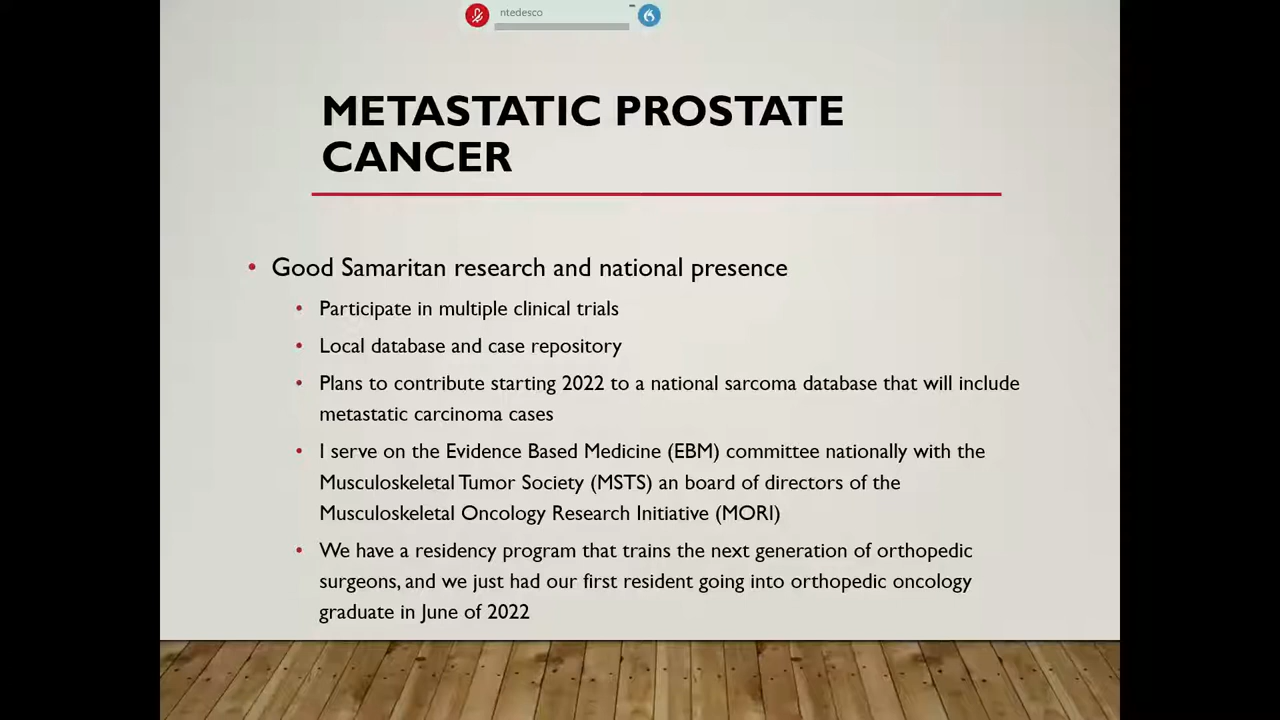 ntedesco
METASTATIC PROSTATE
CANCER
• Good Samaritan research and national presence
• Participate in multiple clinical trials
• Local database and case repository
• Plans to contribute starting 2022 to a national sarcoma database that will include
metastatic carcinoma cases
• I serve on the Evidence Based Medicine (EBM) committee nationally with the
Musculoskeletal Tumor Society (MSTS) an board of directors of the
Musculoskeletal Oncology Research Initiative (MORI)
• We have a residency program that trains the next generation of orthopedic
surgeons, and we just had our first resident going into orthopedic oncology
graduate in June of 2022